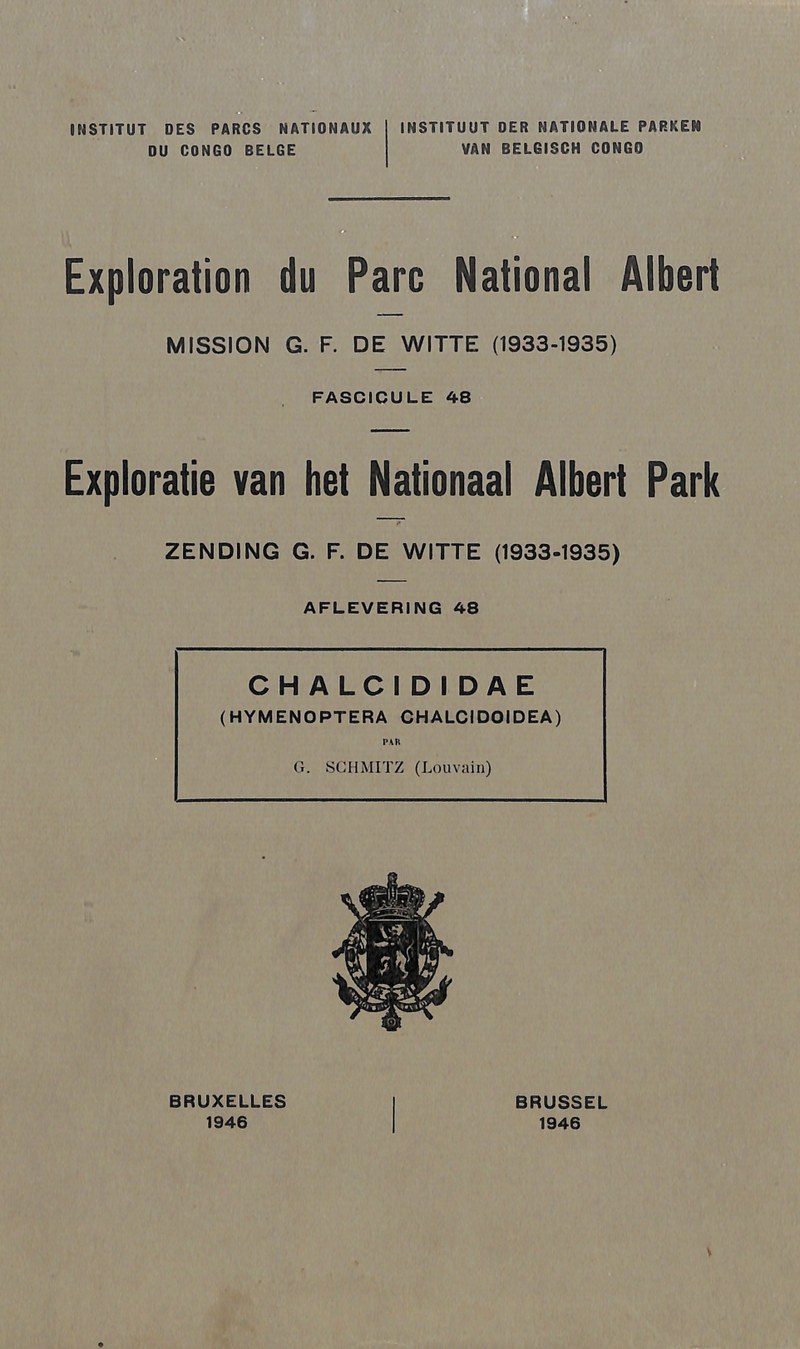 INSTITUT DES PARCS NATIONAUX
DU CONGO BELGE
INSTITUUT DER NATIONALE PARKEN
VAN BELGISCH CONGO
Exploration du Parc National Albert
MISSION G. F. DE WITTE (1933-1935)
FASCICULE 48
Exploratie van het Nationaal Albert Park
ZENDING G. F. DE WITTE (1933-1935)
AFLEVERING 48
CHALCIDIDAE
(HYMENOPTERA CHALCIDOIDEA)
PAR
G. SCHMITZ (Louvain)
BRUXELLES
1946
BRUSSEL
1946